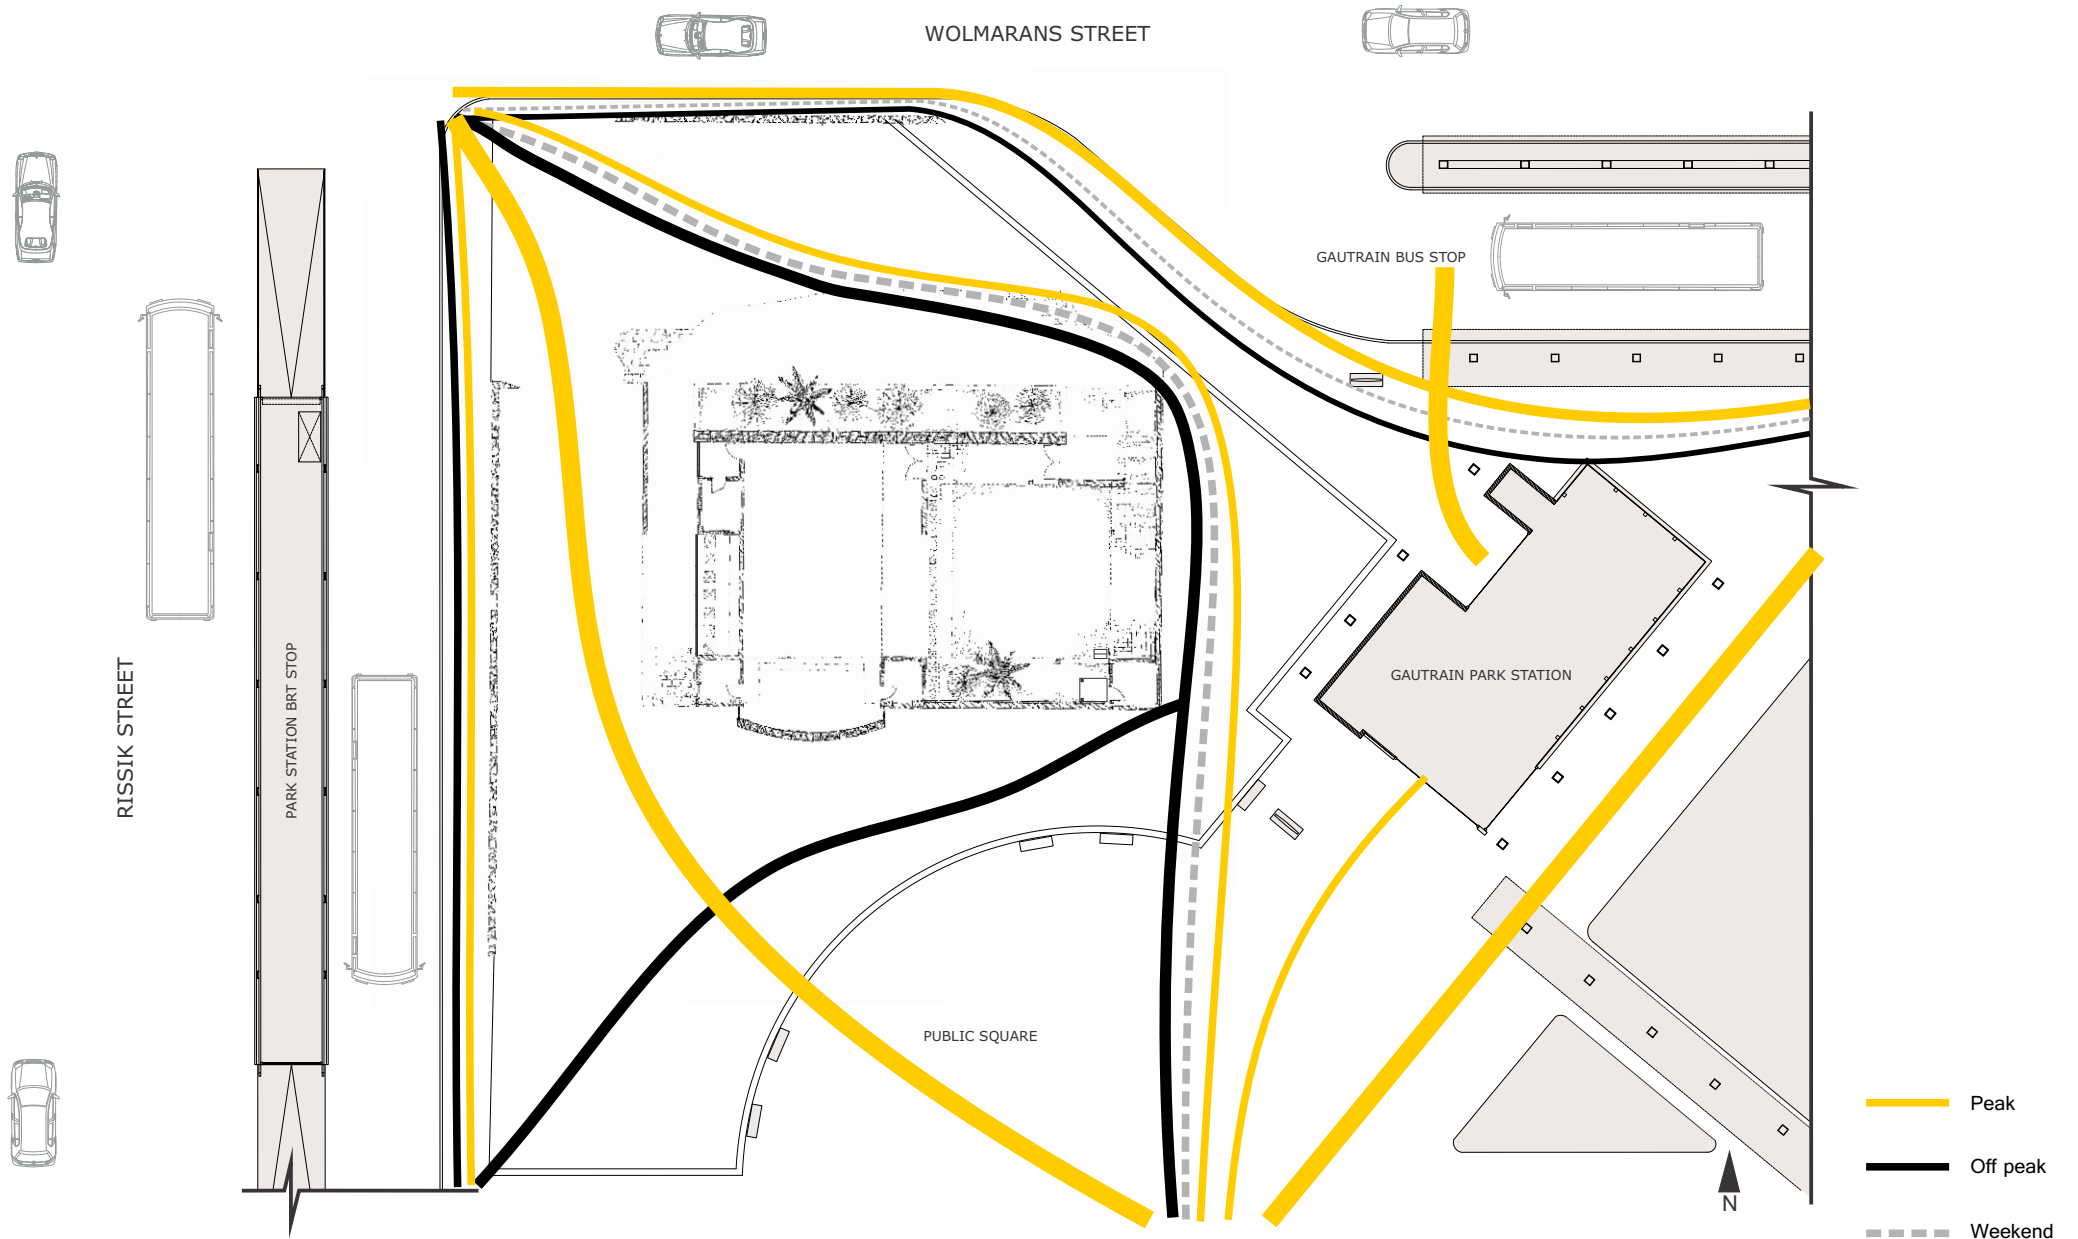 WOLMARANS STREET
GAUTRAIN BUS STOP
RISSIK STREET
PARK STATION BRT STOP
GAUTRAIN PARK STATION
PUBLIC SQUARE
N
Peak
Off peak
Weekend